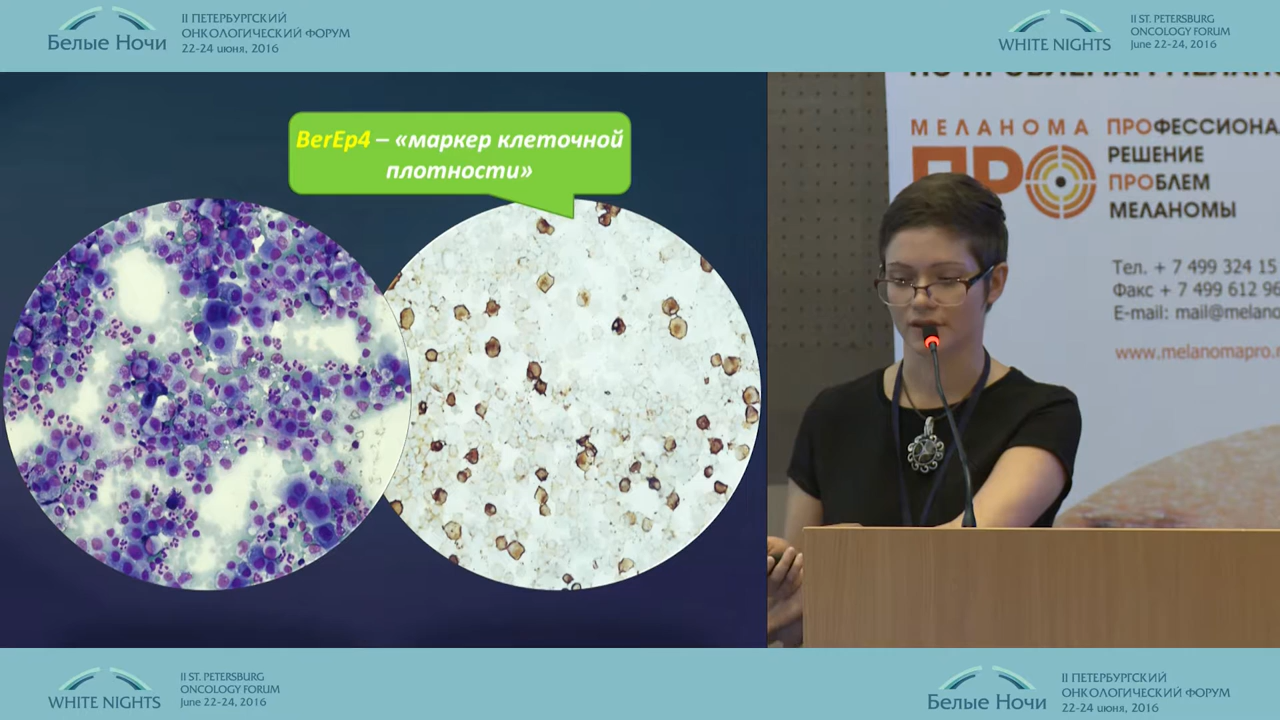 Белые Ночи
II ПЕТЕРБУРГСКИЙ
ОНКОЛОГИЧЕСКИЙ ФОРУМ
22-24 июня, 2016
WHITE NIGHTS
II ST. PETERSBURG
ONCOLOGY FORUM
June 22-24, 2016
BerEp4 – «маркер клеточной
плотности»
МЕЛАНОМА
ПРО
ПРОФЕССИОНА
РЕШЕНИЕ
ПРОБЛЕМ
МЕЛАНОМЫ
Тел. + 7 499 324 15
Факс + 7 499 612 96
E-mail: mail@melano
www.melanomapro.r
WHITE NIGHTS
II ST. PETERSBURG
ONCOLOGY FORUM
June 22-24, 2016
Белые Ночи
II ПЕТЕРБУРГСКИЙ
ОНКОЛОГИЧЕСКИЙ ФОРУМ
22-24 июня, 2016